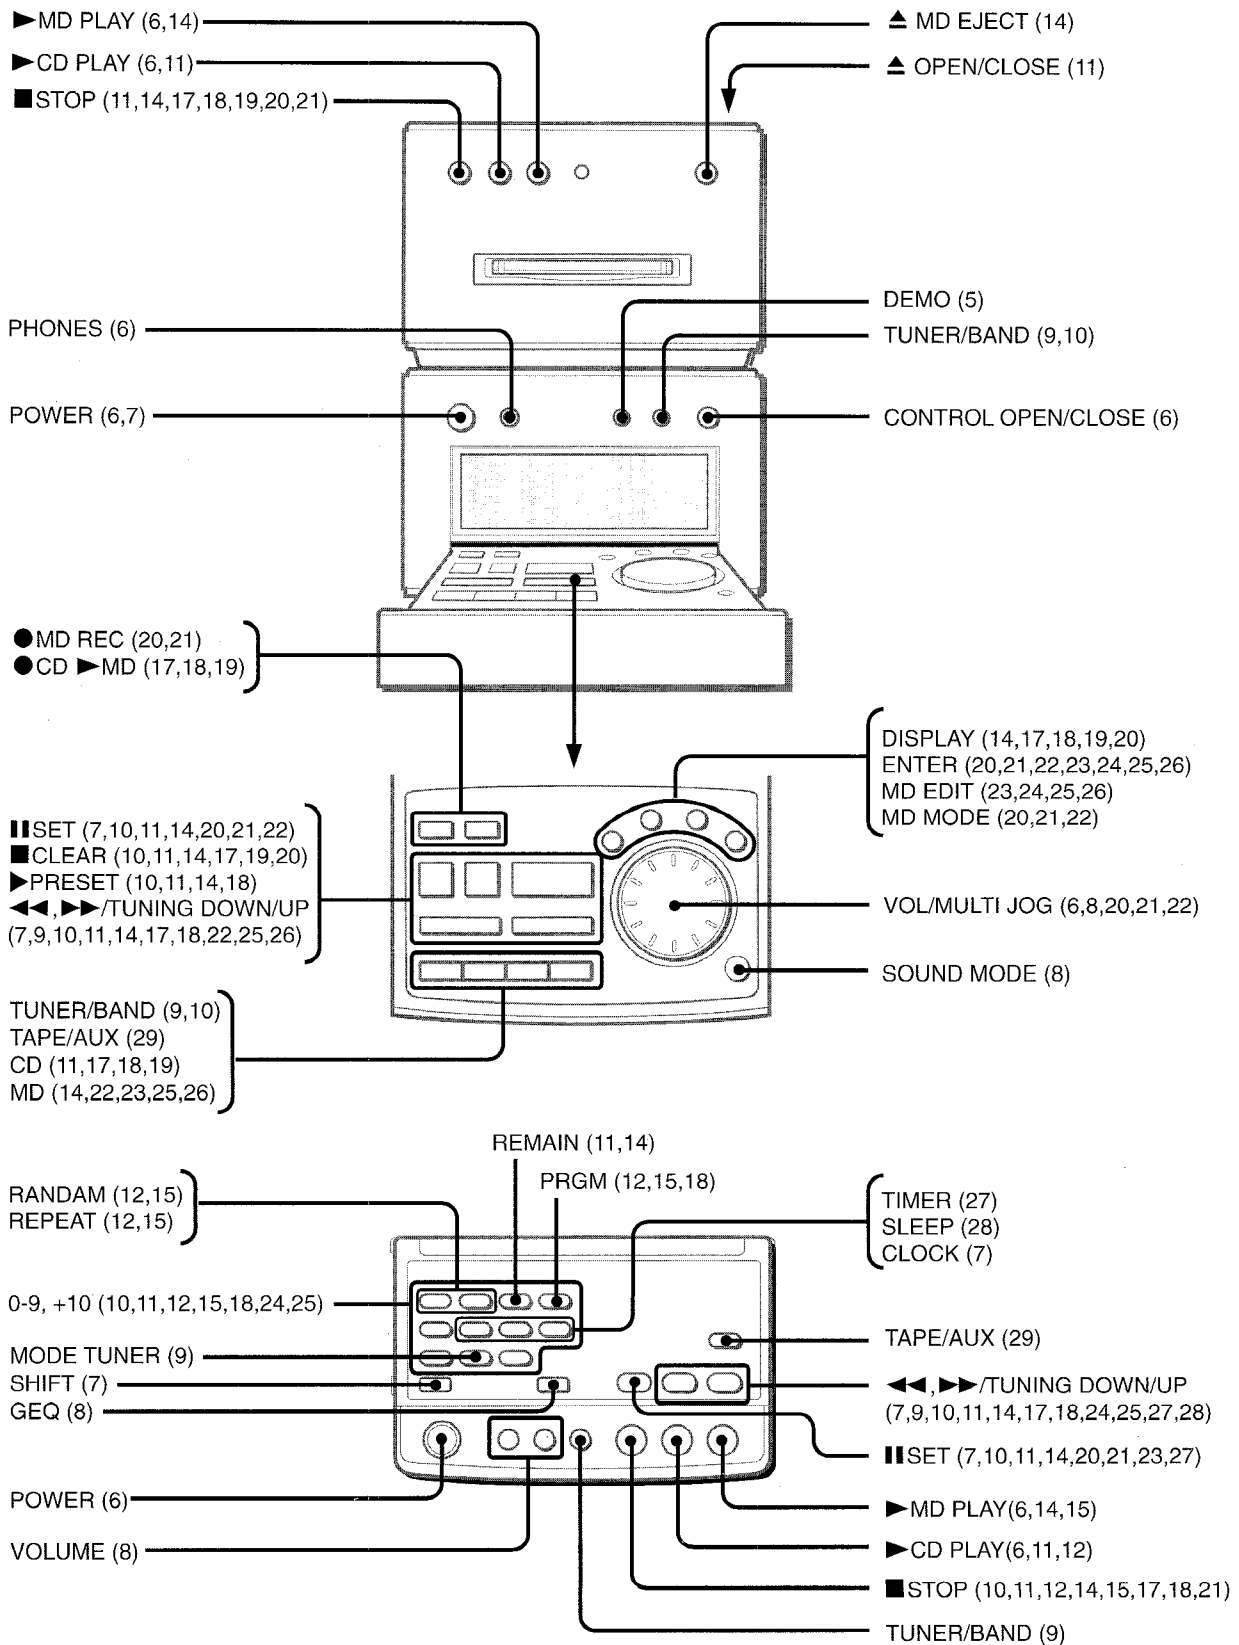 ▶MD PLAY (6,14)
▶CD PLAY (6,11)
■STOP (11,14,17,18,19,20,21)
⏏ MD EJECT (14)
⏏ OPEN/CLOSE (11)
PHONES (6)
POWER (6,7)
DEMO (5)
TUNER/BAND (9,10)
CONTROL OPEN/CLOSE (6)
●MD REC (20,21)
●CD ▶MD (17,18,19)
DISPLAY (14,17,18,19,20)
ENTER (20,21,22,23,24,25,26)
MD EDIT (23,24,25,26)
MD MODE (20,21,22)
❚❚SET (7,10,11,14,20,21,22)
■CLEAR (10,11,14,17,19,20)
▶PRESET (10,11,14,18)
◀◀,▶▶/TUNING DOWN/UP
(7,9,10,11,14,17,18,22,25,26)
VOL/MULTI JOG (6,8,20,21,22)
SOUND MODE (8)
TUNER/BAND (9,10)
TAPE/AUX (29)
CD (11,17,18,19)
MD (14,22,23,25,26)
REMAIN (11,14)
PRGM (12,15,18)
RANDAM (12,15)
REPEAT (12,15)
TIMER (27)
SLEEP (28)
CLOCK (7)
0-9, +10 (10,11,12,15,18,24,25)
MODE TUNER (9)
SHIFT (7)
GEQ (8)
TAPE/AUX (29)
◀◀,▶▶/TUNING DOWN/UP
(7,9,10,11,14,17,18,24,25,27,28)
❚❚SET (7,10,11,14,20,21,23,27)
POWER (6)
VOLUME (8)
▶MD PLAY(6,14,15)
▶CD PLAY(6,11,12)
■STOP (10,11,12,14,15,17,18,21)
TUNER/BAND (9)